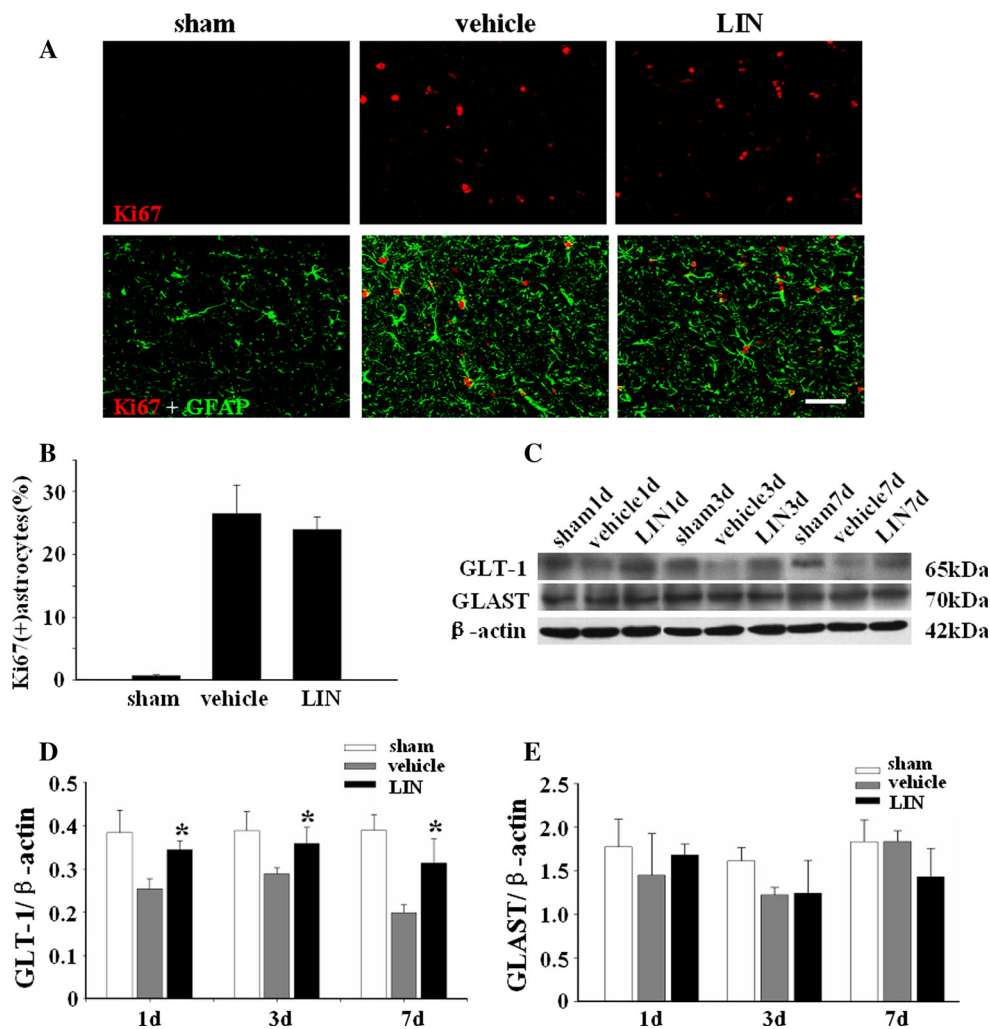 sham vehicle LIN
A
Ki67
Ki67 + GFAP
B
Ki67(+)astrocytes(%)
30
20
10
0
sham vehicle LIN
C
sham1d vehicle1d LIN1d sham3d vehicle3d LIN3d sham7d vehicle7d LIN7d
GLT-1 65kDa
GLAST 70kDa
β-actin 42kDa
D
sham
vehicle
LIN
GLT-1/β-actin
0.5
0.4
0.3
0.2
0.1
0
* * *
1d 3d 7d
E
sham
vehicle
LIN
GLAST/β-actin
2.5
2.0
1.5
1.0
0.5
0
1d 3d 7d